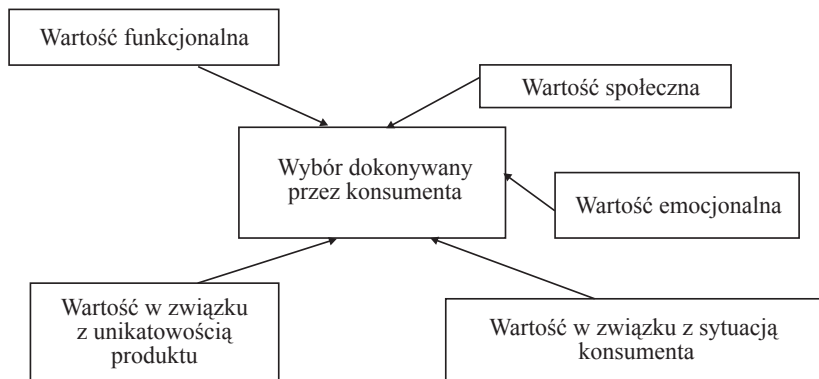 Wartość funkcjonalna
Wartość społeczna
Wybór dokonywany
przez konsumenta
Wartość emocjonalna
Wartość w związku
z unikatowością
produktu
Wartość w związku z sytuacją
konsumenta